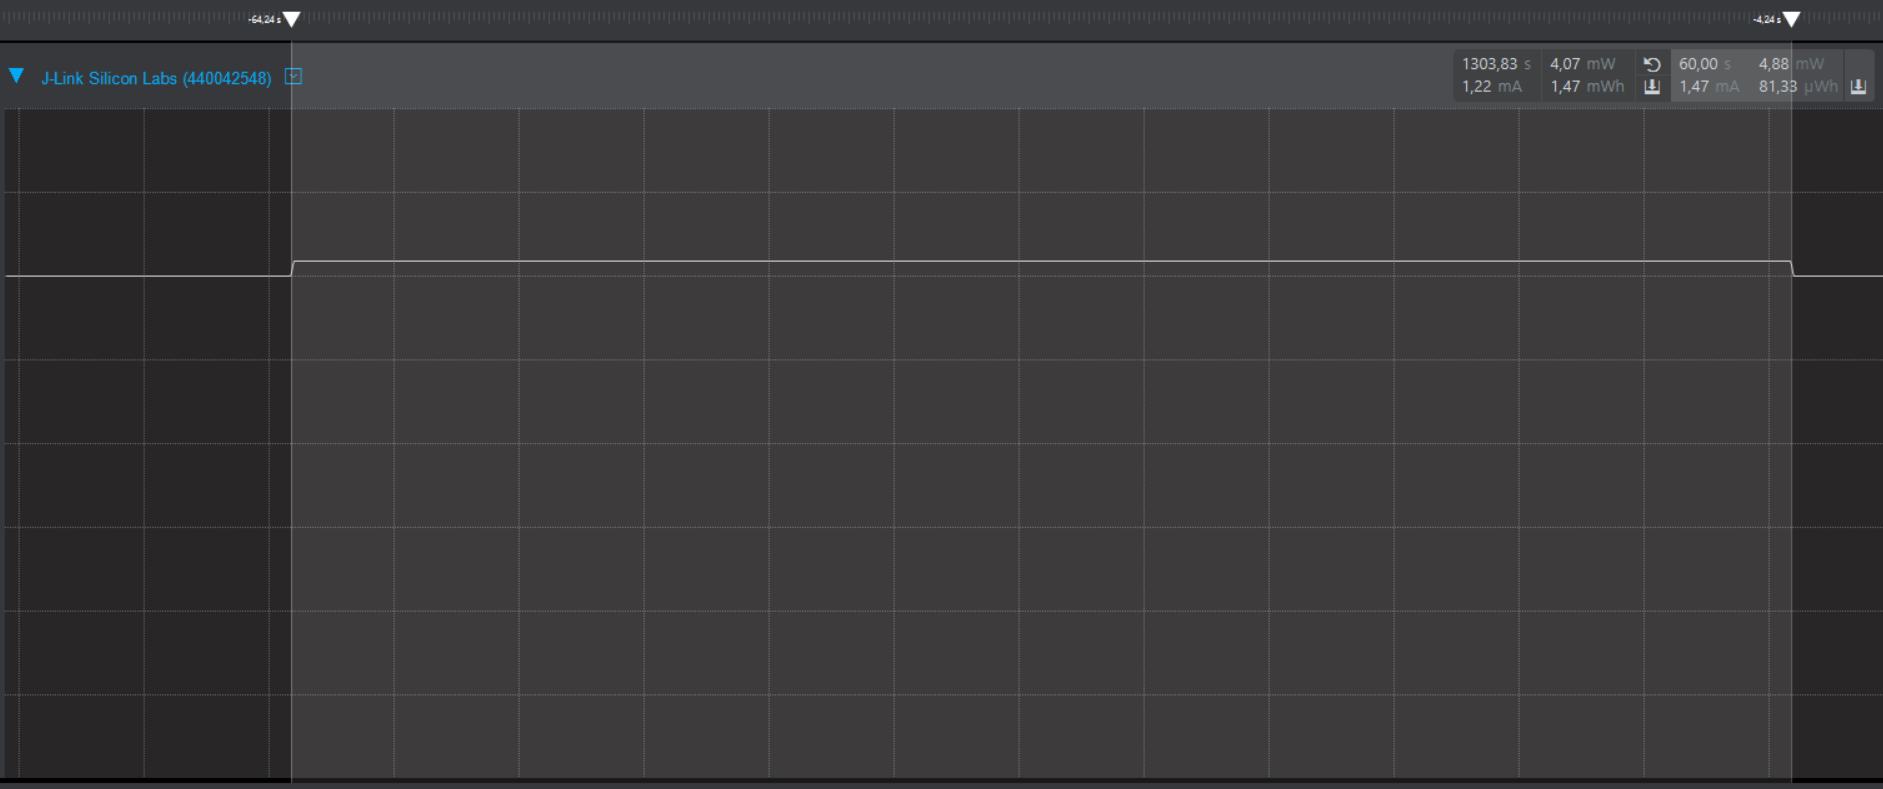 -64,24 s
-4,24 s
J-Link Silicon Labs (440042548)
1303,83 s 4,07 mW 60,00 s 4,88 mW
1,22 mA 1,47 mWh 1,47 mA 81,33 µWh